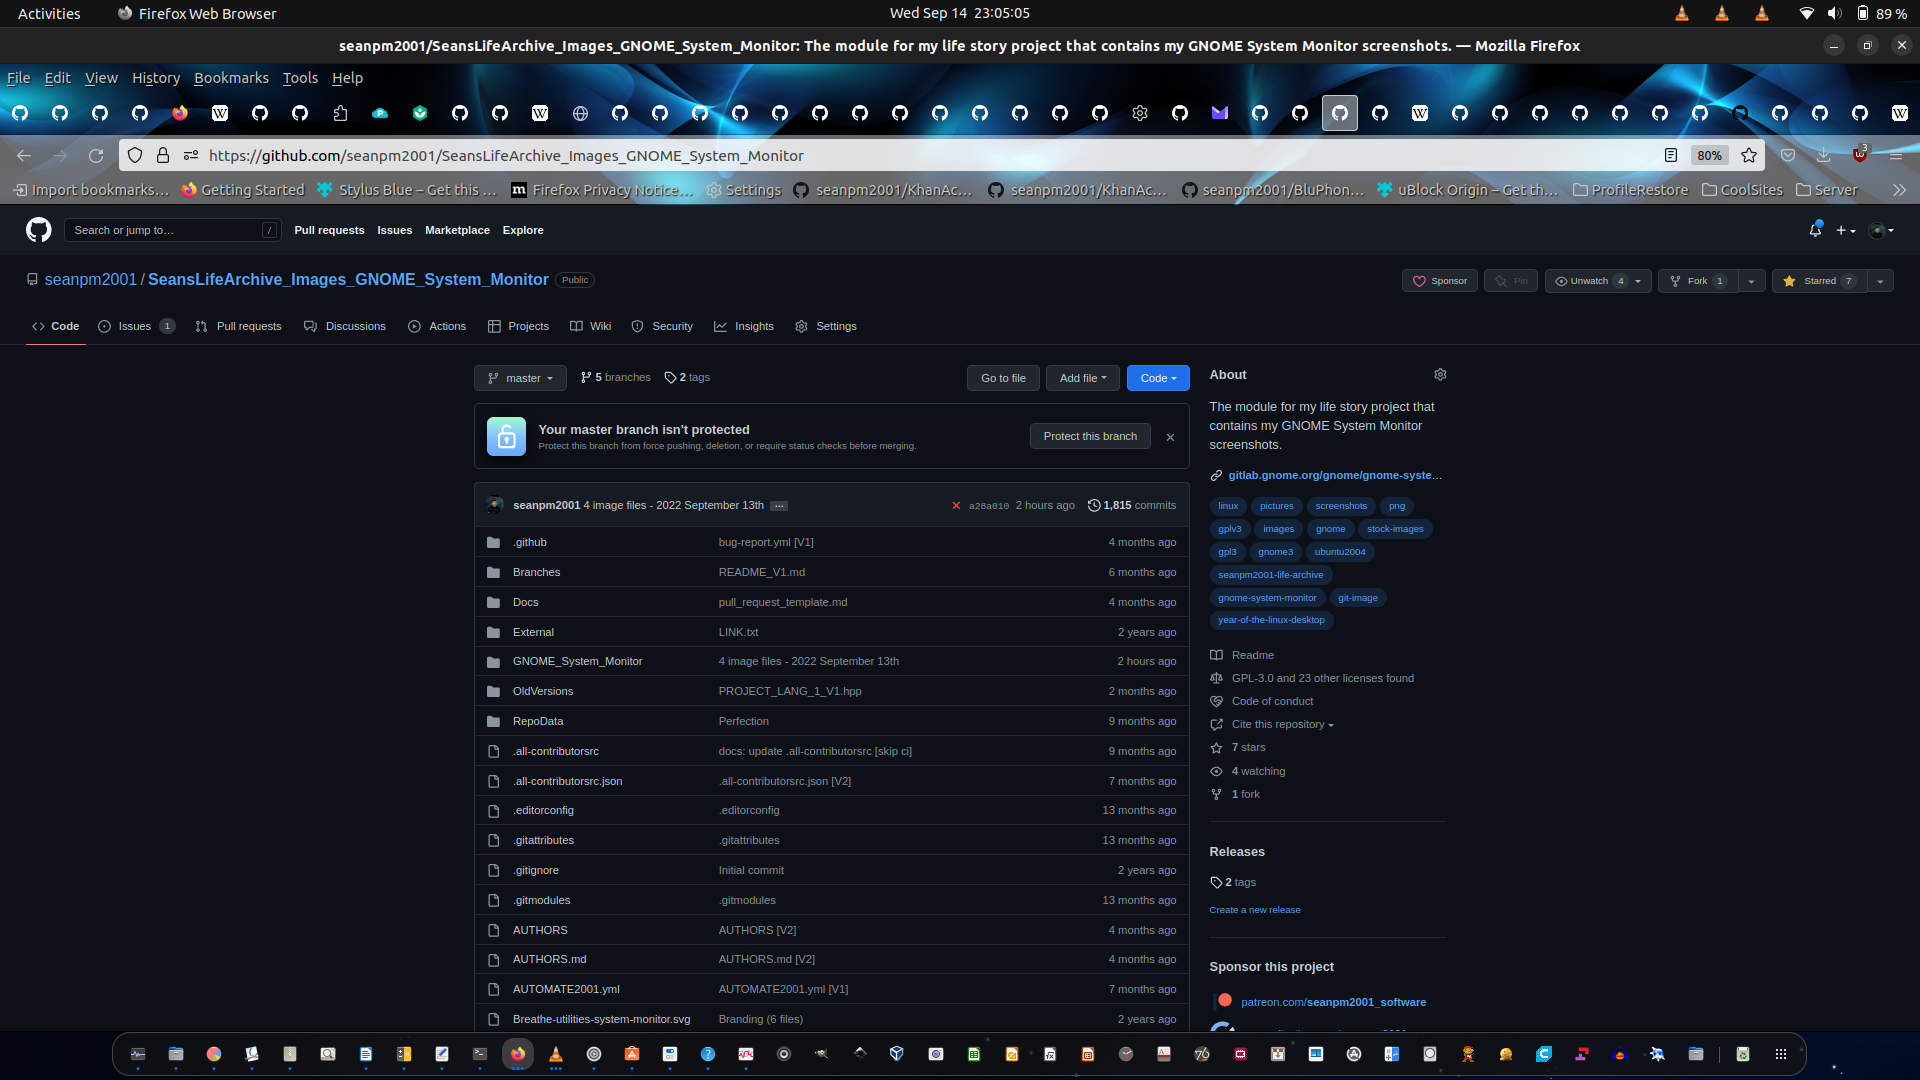 Activities Firefox Web Browser Wed Sep 14 23:05:05 89 %
seanpm2001/SeansLifeArchive_Images_GNOME_System_Monitor: The module for my life story project that contains my GNOME System Monitor screenshots. — Mozilla Firefox
File Edit View History Bookmarks Tools Help
https://github.com/seanpm2001/SeansLifeArchive_Images_GNOME_System_Monitor 80% 3
Import bookmarks… Getting Started Stylus Blue – Get this … Firefox Privacy Notice… Settings seanpm2001/KhanAc… seanpm2001/KhanAc… seanpm2001/BluPhon… uBlock Origin – Get th… ProfileRestore CoolSites Server
Search or jump to… / Pull requests Issues Marketplace Explore
seanpm2001 / SeansLifeArchive_Images_GNOME_System_Monitor Public Sponsor Pin Unwatch 4 Fork 1 Starred 7
Code Issues 1 Pull requests Discussions Actions Projects Wiki Security Insights Settings
master 5 branches 2 tags Go to file Add file Code
Your master branch isn't protected
Protect this branch from force pushing, deletion, or require status checks before merging.
Protect this branch
seanpm2001 4 image files - 2022 September 13th … a28a010 2 hours ago 1,815 commits
.github bug-report.yml [V1] 4 months ago
Branches README_V1.md 6 months ago
Docs pull_request_template.md 4 months ago
External LINK.txt 2 years ago
GNOME_System_Monitor 4 image files - 2022 September 13th 2 hours ago
OldVersions PROJECT_LANG_1_V1.hpp 2 months ago
RepoData Perfection 9 months ago
.all-contributorsrc docs: update .all-contributorsrc [skip ci] 9 months ago
.all-contributorsrc.json .all-contributorsrc.json [V2] 7 months ago
.editorconfig .editorconfig 13 months ago
.gitattributes .gitattributes 13 months ago
.gitignore Initial commit 2 years ago
.gitmodules .gitmodules 13 months ago
AUTHORS AUTHORS [V2] 4 months ago
AUTHORS.md AUTHORS.md [V2] 4 months ago
AUTOMATE2001.yml AUTOMATE2001.yml [V1] 7 months ago
Breathe-utilities-system-monitor.svg Branding (6 files) 2 years ago
About
The module for my life story project that
contains my GNOME System Monitor
screenshots.
gitlab.gnome.org/gnome/gnome-syste…
linux pictures screenshots png
gplv3 images gnome stock-images
gpl3 gnome3 ubuntu2004
seanpm2001-life-archive
gnome-system-monitor git-image
year-of-the-linux-desktop
Readme
GPL-3.0 and 23 other licenses found
Code of conduct
Cite this repository
7 stars
4 watching
1 fork
Releases
2 tags
Create a new release
Sponsor this project
patreon.com/seanpm2001_software